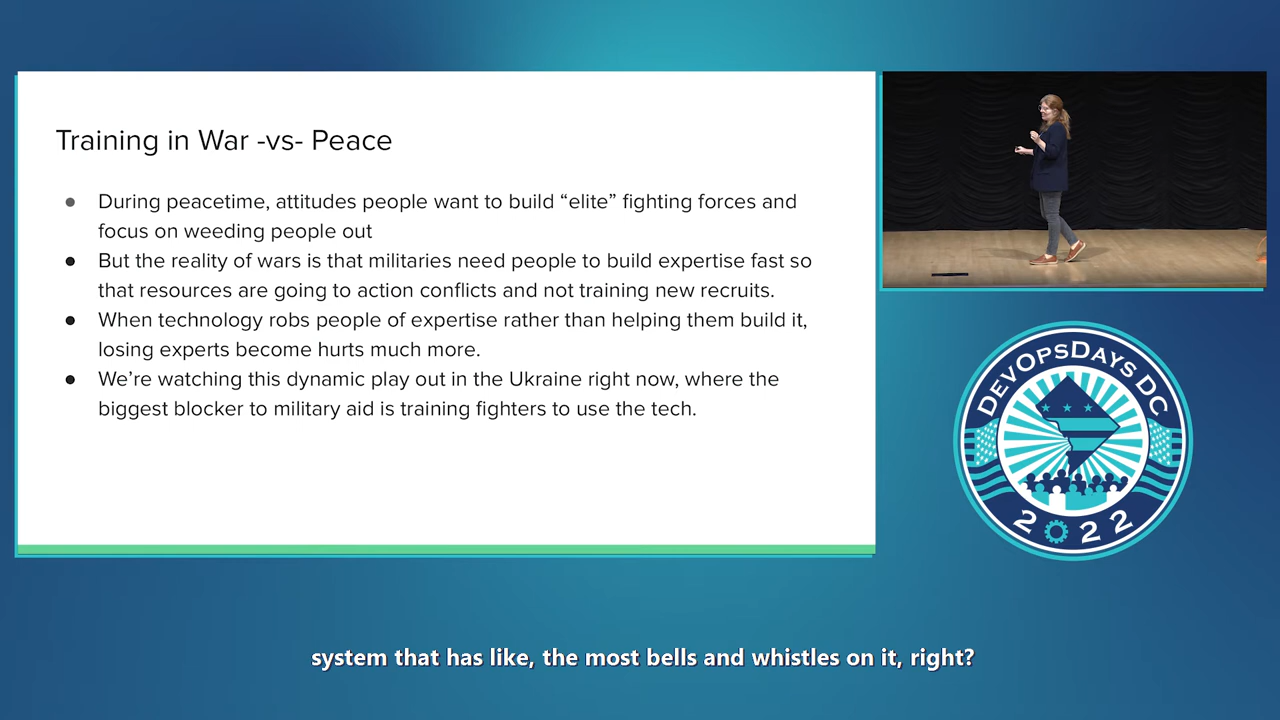 Training in War -vs- Peace
During peacetime, attitudes people want to build “elite” fighting forces and
focus on weeding people out
But the reality of wars is that militaries need people to build expertise fast so
that resources are going to action conflicts and not training new recruits.
When technology robs people of expertise rather than helping them build it,
losing experts become hurts much more.
We’re watching this dynamic play out in the Ukraine right now, where the
biggest blocker to military aid is training fighters to use the tech.
DEVOPSDAYS DC
2022
system that has like, the most bells and whistles on it, right?